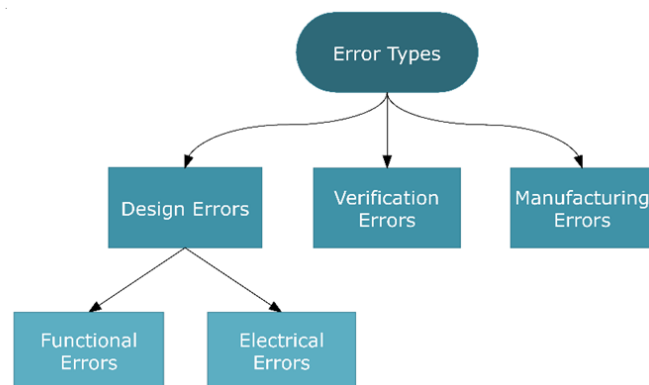 Error Types
Design Errors
Verification
Errors
Manufacturing
Errors
Functional
Errors
Electrical
Errors